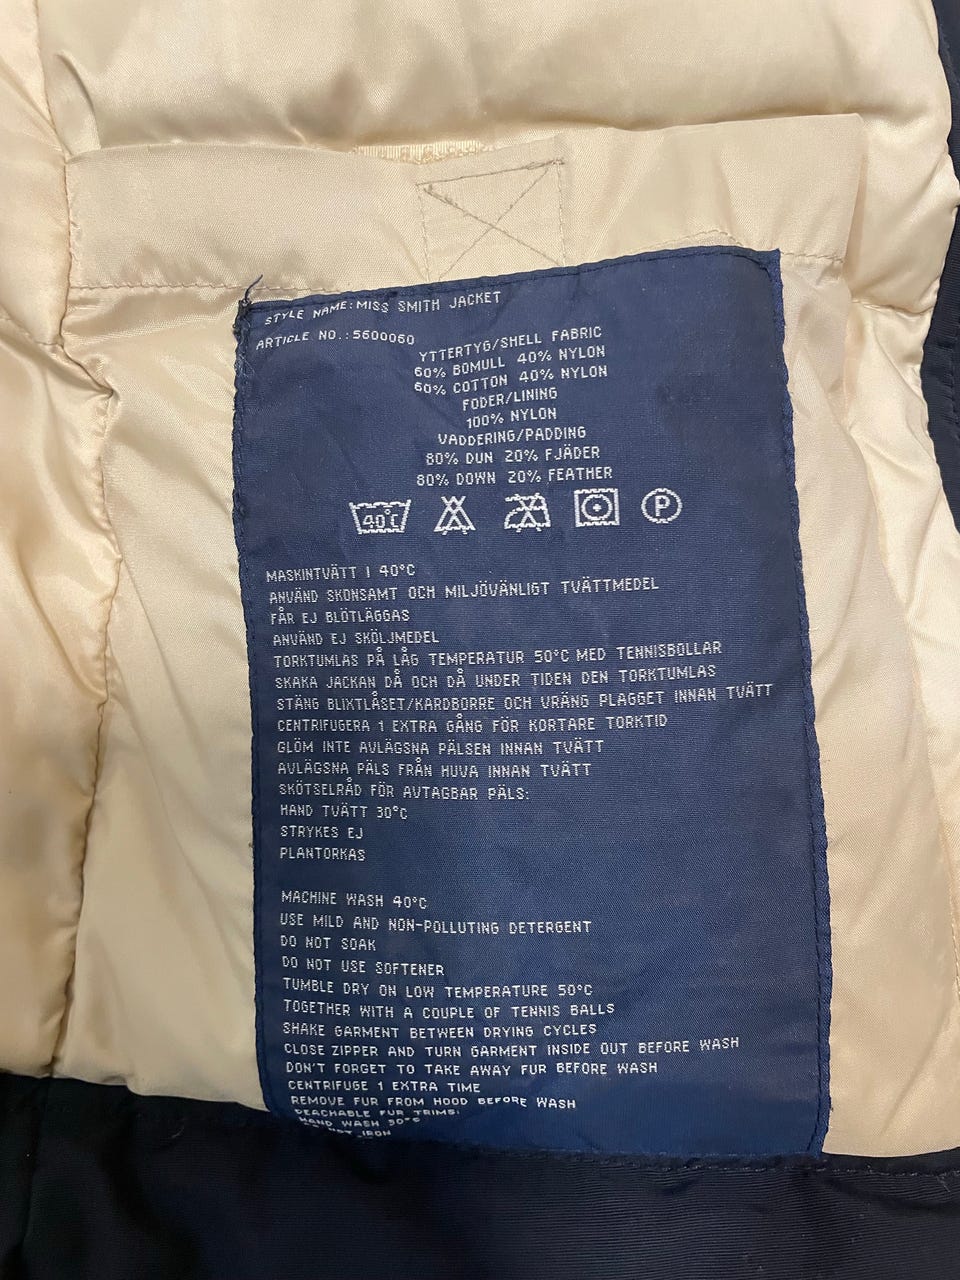 STYLE NAME:MISS SMITH JACKET
ARTICLE NO.:5600060
YTTERTYG/SHELL FABRIC
60% BOMULL 40% NYLON
60% COTTON 40% NYLON
FODER/LINING
100% NYLON
VADDERING/PADDING
80% DUN 20% FJÄDER
80% DOWN 20% FEATHER
40°C P
MASKINTVÄTT I 40°C
ANVÄND SKONSAMT OCH MILJÖVÄNLIGT TVÄTTMEDEL
FÅR EJ BLÖTLÄGGAS
ANVÄND EJ SKÖLJMEDEL
TORKTUMLAS PÅ LÅG TEMPERATUR 50°C MED TENNISBOLLAR
SKAKA JACKAN DÅ OCH DÅ UNDER TIDEN DEN TORKTUMLAS
STÄNG BLIXTLÅSET/KARDBORRE OCH VRÄNG PLAGGET INNAN TVÄTT
CENTRIFUGERA 1 EXTRA GÅNG FÖR KORTARE TORKTID
GLÖM INTE AVLÄGSNA PÄLSEN INNAN TVÄTT
AVLÄGSNA PÄLS FRÅN HUVA INNAN TVÄTT
SKÖTSELRÅD FÖR AVTAGBAR PÄLS:
HAND TVÄTT 30°C
STRYKES EJ
PLANTORKAS
MACHINE WASH 40°C
USE MILD AND NON-POLLUTING DETERGENT
DO NOT SOAK
DO NOT USE SOFTENER
TUMBLE DRY ON LOW TEMPERATURE 50°C
TOGETHER WITH A COUPLE OF TENNIS BALLS
SHAKE GARMENT BETWEEN DRYING CYCLES
CLOSE ZIPPER AND TURN GARMENT INSIDE OUT BEFORE WASH
DON'T FORGET TO TAKE AWAY FUR BEFORE WASH
CENTRIFUGE 1 EXTRA TIME
REMOVE FUR FROM HOOD BEFORE WASH
DEACHABLE FUR TRIMS:
HAND WASH 30°C
NOT IRON